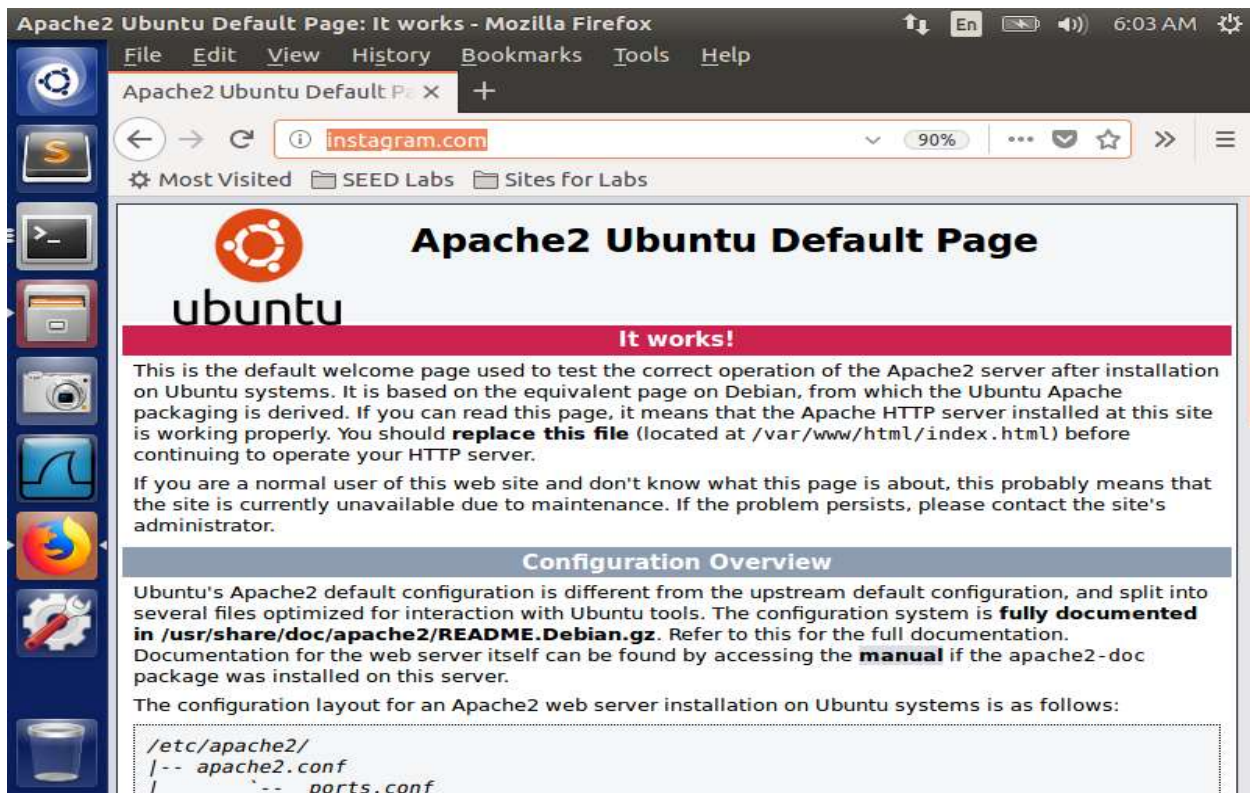 Apache2 Ubuntu Default Page: It works - Mozilla Firefox
En
6:03 AM
File Edit View History Bookmarks Tools Help
Apache2 Ubuntu Default Pa
instagram.com
90%
Most Visited SEED Labs Sites for Labs
ubuntu
Apache2 Ubuntu Default Page
It works!
This is the default welcome page used to test the correct operation of the Apache2 server after installation
on Ubuntu systems. It is based on the equivalent page on Debian, from which the Ubuntu Apache
packaging is derived. If you can read this page, it means that the Apache HTTP server installed at this site
is working properly. You should replace this file (located at /var/www/html/index.html) before
continuing to operate your HTTP server.
If you are a normal user of this web site and don't know what this page is about, this probably means that
the site is currently unavailable due to maintenance. If the problem persists, please contact the site's
administrator.
Configuration Overview
Ubuntu's Apache2 default configuration is different from the upstream default configuration, and split into
several files optimized for interaction with Ubuntu tools. The configuration system is fully documented
in /usr/share/doc/apache2/README.Debian.gz. Refer to this for the full documentation.
Documentation for the web server itself can be found by accessing the manual if the apache2-doc
package was installed on this server.
The configuration layout for an Apache2 web server installation on Ubuntu systems is as follows:
/etc/apache2/
|-- apache2.conf
| `-- ports.conf